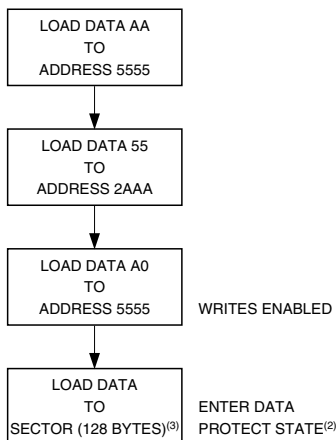 LOAD DATA AA
TO
ADDRESS 5555
LOAD DATA 55
TO
ADDRESS 2AAA
LOAD DATA A0
TO
ADDRESS 5555
WRITES ENABLED
LOAD DATA
TO
SECTOR (128 BYTES)(3)
ENTER DATA
PROTECT STATE(2)